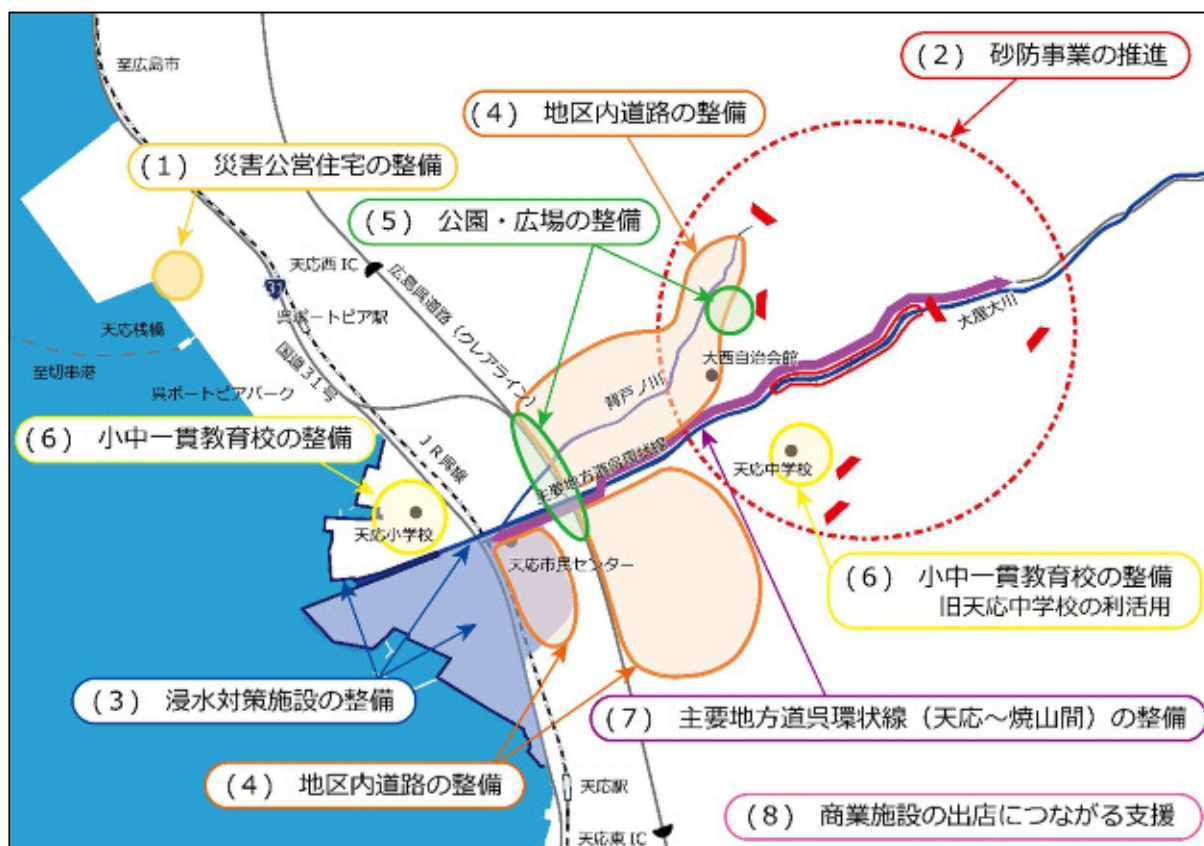 (2) 砂防事業の推進
至広島市
(4) 地区内道路の整備
(1) 災害公営住宅の整備
(5) 公園・広場の整備
天応西IC
広島呉道路(クレアライン)
31
呉ポートピア駅
天応桟橋
国道31号
至切串港
呉ポートピアパーク
大屋大川
大西自治会館
背戸ノ川
(6) 小中一貫教育校の整備
JR呉線
主要地方道呉環状線
天応中学校
天応小学校
天応市民センター
(6) 小中一貫教育校の整備
旧天応中学校の利活用
(3) 浸水対策施設の整備
(7) 主要地方道呉環状線(天応~焼山間)の整備
(4) 地区内道路の整備
天応駅
(8) 商業施設の出店につながる支援
天応東IC